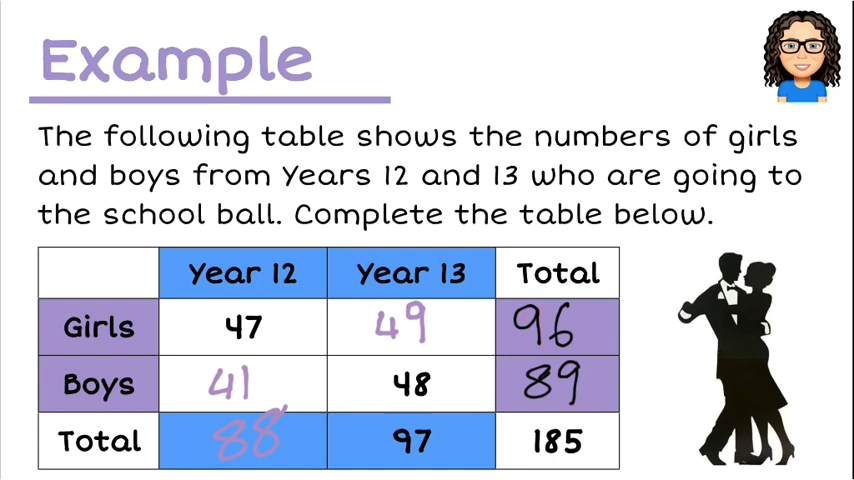 Example
The following table shows the numbers of girls
and boys from Years 12 and 13 who are going to
the school ball. Complete the table below.
Year 12 Year 13 Total
Girls 47 49 96
Boys 41 48 89
Total 88 97 185